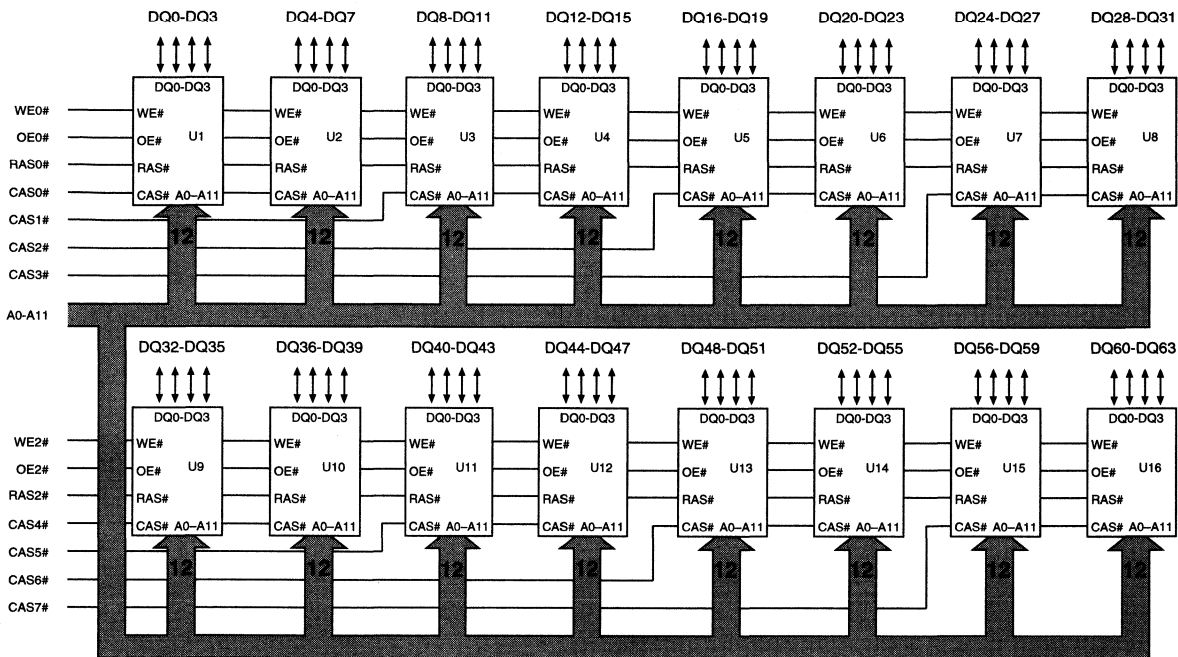 DQ0-DQ3 DQ4-DQ7 DQ8-DQ11 DQ12-DQ15 DQ16-DQ19 DQ20-DQ23 DQ24-DQ27 DQ28-DQ31
DQ0-DQ3 DQ0-DQ3 DQ0-DQ3 DQ0-DQ3 DQ0-DQ3 DQ0-DQ3 DQ0-DQ3 DQ0-DQ3
WE0# WE# WE# WE# WE# WE# WE# WE# WE#
OE0# OE# U1 OE# U2 OE# U3 OE# U4 OE# U5 OE# U6 OE# U7 OE# U8
RAS0# RAS# RAS# RAS# RAS# RAS# RAS# RAS# RAS#
CAS0# CAS# A0–A11 CAS# A0–A11 CAS# A0–A11 CAS# A0–A11 CAS# A0–A11 CAS# A0–A11 CAS# A0–A11 CAS# A0–A11
CAS1#
12 12 12 12 12 12 12 12
CAS2#
CAS3#
A0-A11
DQ32-DQ35 DQ36-DQ39 DQ40-DQ43 DQ44-DQ47 DQ48-DQ51 DQ52-DQ55 DQ56-DQ59 DQ60-DQ63
DQ0-DQ3 DQ0-DQ3 DQ0-DQ3 DQ0-DQ3 DQ0-DQ3 DQ0-DQ3 DQ0-DQ3 DQ0-DQ3
WE2# WE# WE# WE# WE# WE# WE# WE# WE#
OE2# OE# U9 OE# U10 OE# U11 OE# U12 OE# U13 OE# U14 OE# U15 OE# U16
RAS2# RAS# RAS# RAS# RAS# RAS# RAS# RAS# RAS#
CAS4# CAS# A0–A11 CAS# A0–A11 CAS# A0–A11 CAS# A0–A11 CAS# A0–A11 CAS# A0–A11 CAS# A0–A11 CAS# A0–A11
CAS5#
12 12 12 12 12 12 12 12
CAS6#
CAS7#